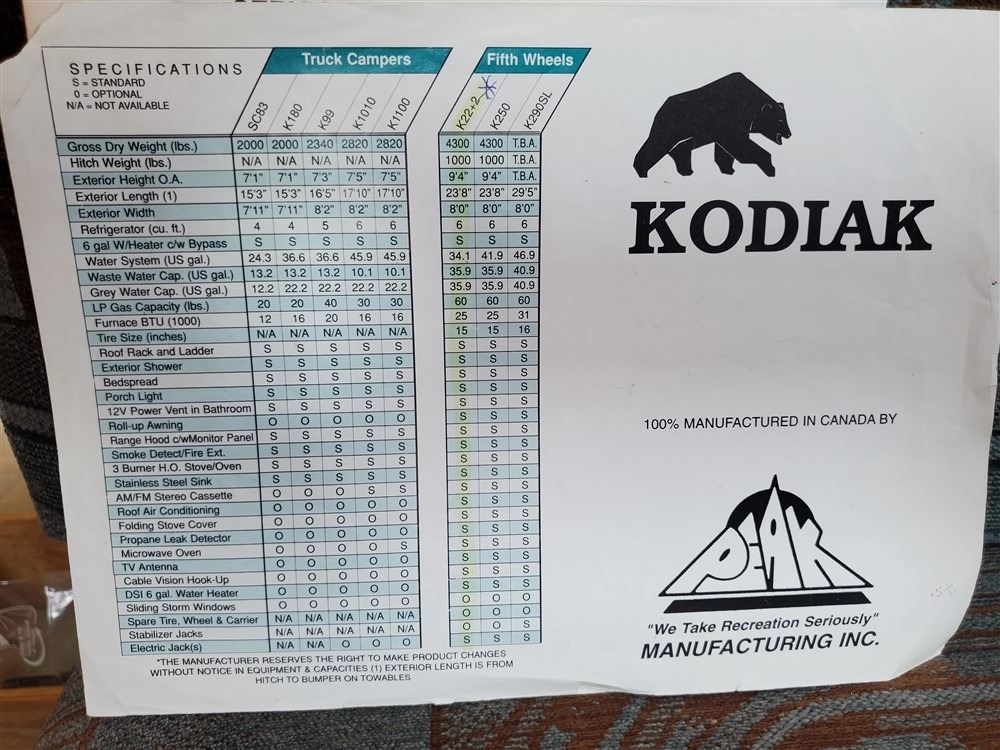 SPECIFICATIONS
S = STANDARD
0 = OPTIONAL
N/A = NOT AVAILABLE
Truck Campers Fifth Wheels
SC83 K180 K99 K1010 K1100 K22+2 K250 K290SL
Gross Dry Weight (lbs.) 2000 2000 2340 2820 2820 4300 4300 T.B.A.
Hitch Weight (lbs.) N/A N/A N/A N/A N/A 1000 1000 T.B.A.
Exterior Height O.A. 7'1" 7'1" 7'3" 7'5" 7'5" 9'4" 9'4" T.B.A.
Exterior Length (1) 15'3" 15'3" 16'5" 17'10" 17'10" 23'8" 23'8" 29'5"
Exterior Width 7'11" 7'11" 8'2" 8'2" 8'2" 8'0" 8'0" 8'0"
Refrigerator (cu. ft.) 4 4 5 6 6 6 6 6
6 gal W/Heater c/w Bypass S S S S S S S S
Water System (US gal.) 24.3 36.6 36.6 45.9 45.9 34.1 41.9 46.9
Waste Water Cap. (US gal.) 13.2 13.2 13.2 10.1 10.1 35.9 35.9 40.9
Grey Water Cap. (US gal.) 12.2 22.2 22.2 22.2 22.2 35.9 35.9 40.9
LP Gas Capacity (lbs.) 20 20 40 30 30 60 60 60
Furnace BTU (1000) 12 16 20 16 16 25 25 31
Tire Size (inches) N/A N/A N/A N/A N/A 15 15 16
Roof Rack and Ladder S S S S S S S S
Exterior Shower S S S S S S S S
Bedspread S S S S S S S S
Porch Light S S S S S S S S
12V Power Vent in Bathroom S S S S S S S S
Roll-up Awning O O O O O S S S
Range Hood c/wMonitor Panel S S S S S S S S
Smoke Detect/Fire Ext. S S S S S S S S
3 Burner H.O. Stove/Oven S S S S S S S S
Stainless Steel Sink S S S S S S S S
AM/FM Stereo Cassette O O O S S S S S
Roof Air Conditioning O O O O O S S S
Folding Stove Cover O O O O O S S S
Propane Leak Detector O O O O O S S S
Microwave Oven O O O O S S S S
TV Antenna O O O O O S S S
Cable Vision Hook-Up O O O O O S S S
DSI 6 gal. Water Heater O O O O O S S S
Sliding Storm Windows O O O O O O O O
Spare Tire, Wheel & Carrier N/A N/A N/A N/A N/A O O O
Stabilizer Jacks N/A N/A N/A N/A N/A O O S
Electric Jack(s) N/A N/A O O O S S S
*THE MANUFACTURER RESERVES THE RIGHT TO MAKE PRODUCT CHANGES
WITHOUT NOTICE IN EQUIPMENT & CAPACITIES (1) EXTERIOR LENGTH IS FROM
HITCH TO BUMPER ON TOWABLES
KODIAK
100% MANUFACTURED IN CANADA BY
PEAK
"We Take Recreation Seriously"
MANUFACTURING INC.